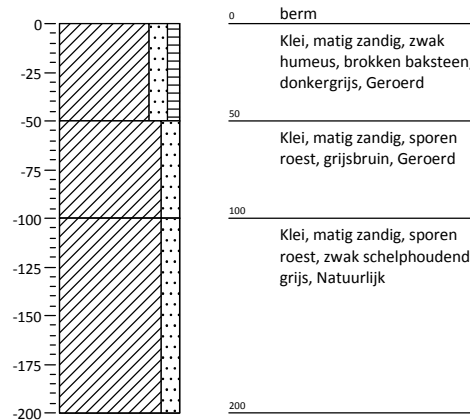 0
-25
-50
-75
-100
-125
-150
-175
-200
0
berm
Klei, matig zandig, zwak
humeus, brokken baksteen,
donkergrijs, Geroerd
50
Klei, matig zandig, sporen
roest, grijsbruin, Geroerd
100
Klei, matig zandig, sporen
roest, zwak schelphoudend
grijs, Natuurlijk
200